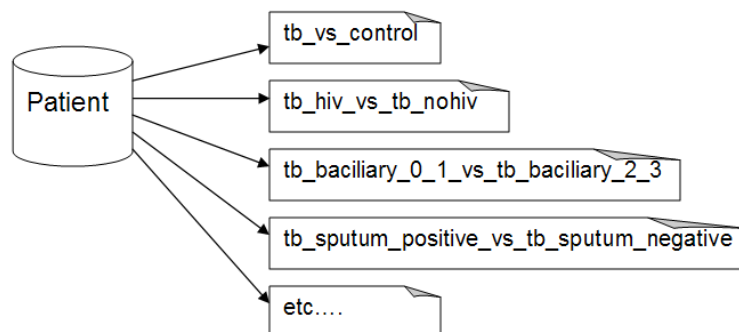 tb_vs_control
Patient
tb_hiv_vs_tb_nohiv
tb_baciliary_0_1_vs_tb_baciliary_2_3
tb_sputum_positive_vs_tb_sputum_negative
etc....